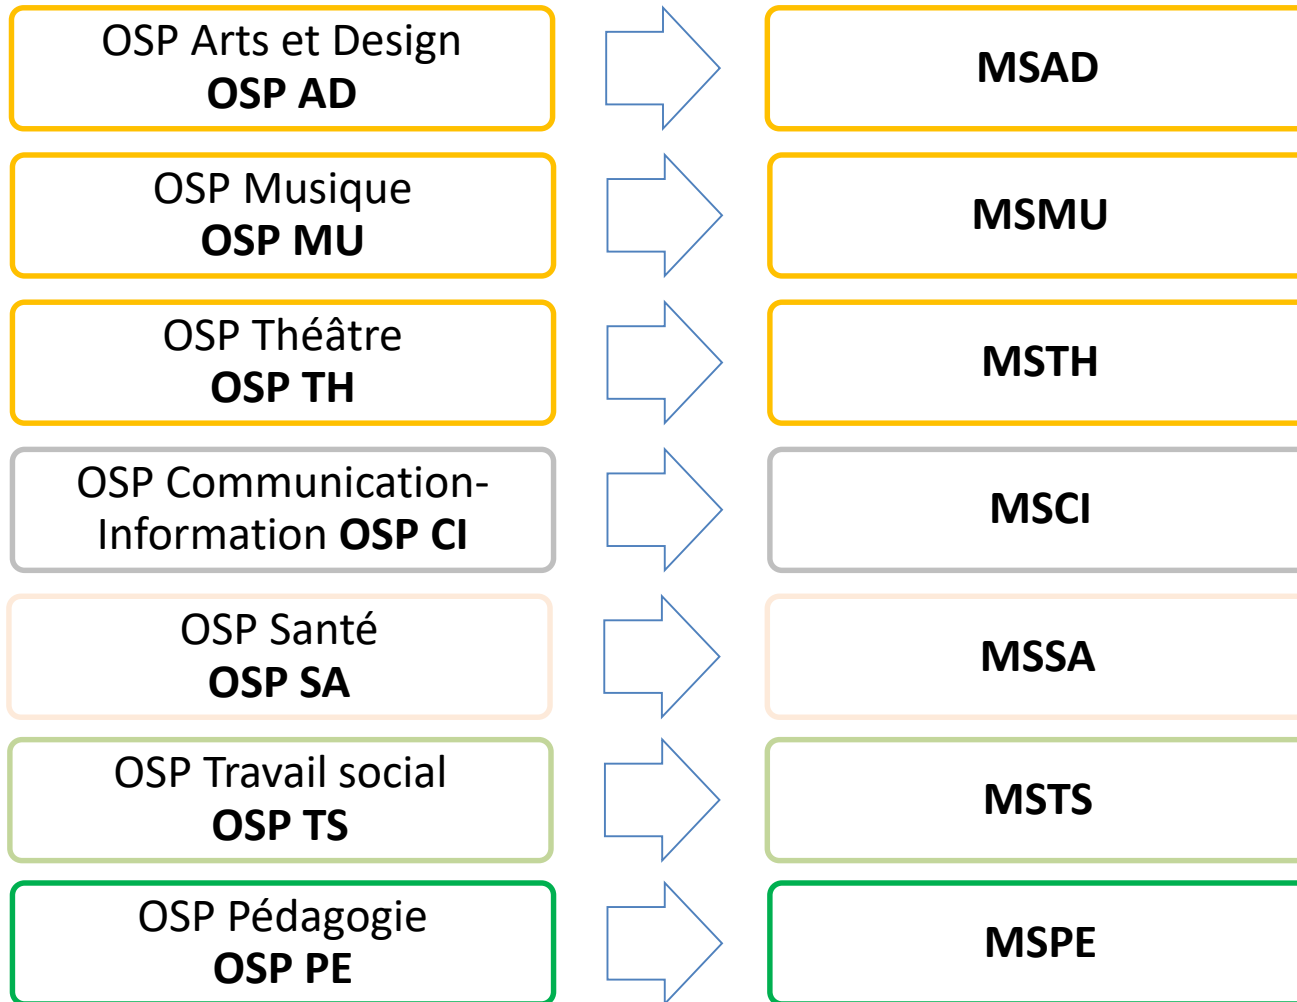 OSP Arts et Design
OSP AD
MSAD
OSP Musique
OSP MU
MSMU
OSP Théâtre
OSP TH
MSTH
OSP Communication-
Information OSP CI
MSCI
OSP Santé
OSP SA
MSSA
OSP Travail social
OSP TS
MSTS
OSP Pédagogie
OSP PE
MSPE